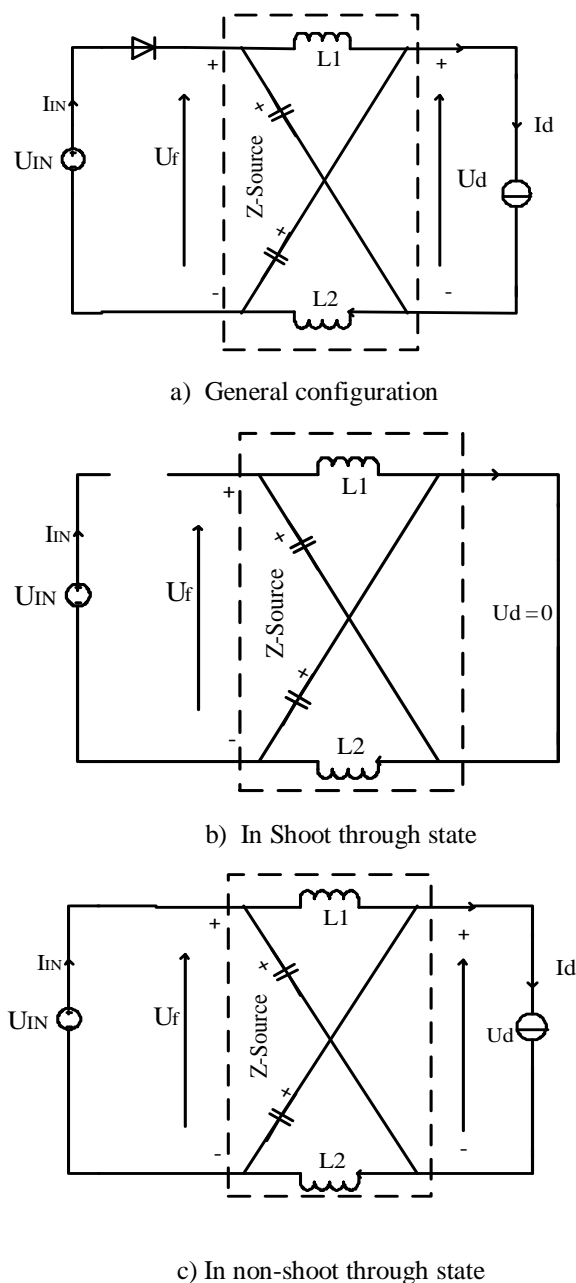 L1
+
+
IIN
+
Id
UIN
Uf
Z-Source
Ud
+
-
L2
-
a) General configuration
L1
+
IIN
+
Uf
UIN
Z-Source
Ud = 0
+
-
L2
b) In Shoot through state
L1
+
+
IIN
+
Id
UIN
Uf
Z-Source
Ud
+
-
L2
-
c) In non-shoot through state